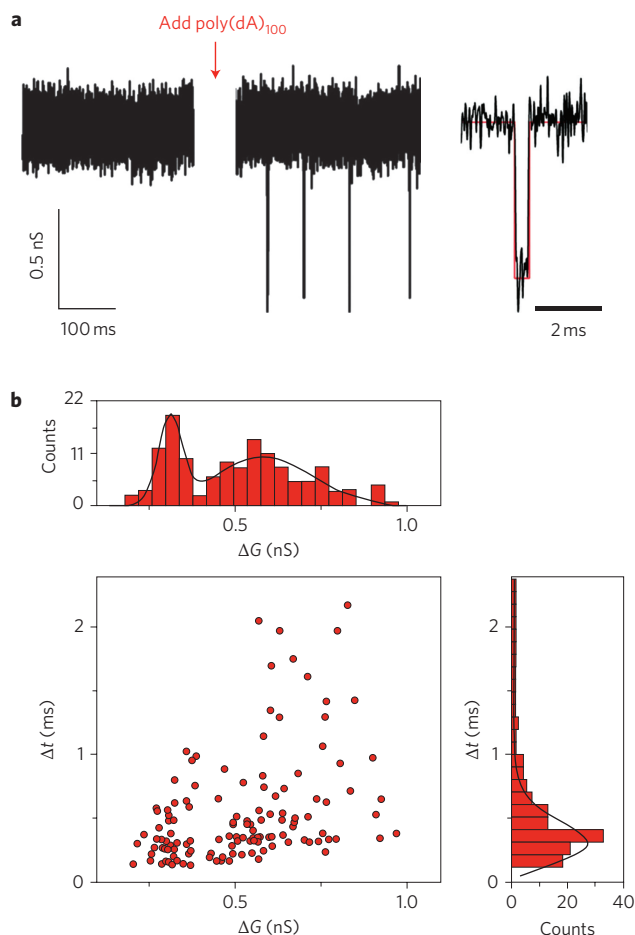 a
Add poly(dA)100
0.5 nS
100 ms
2 ms
b
22
11
0
Counts
0.5
1.0
ΔG (nS)
2
1
0
Δt (ms)
0.5
1.0
ΔG (nS)
2
1
0
Δt (ms)
0
20
40
Counts